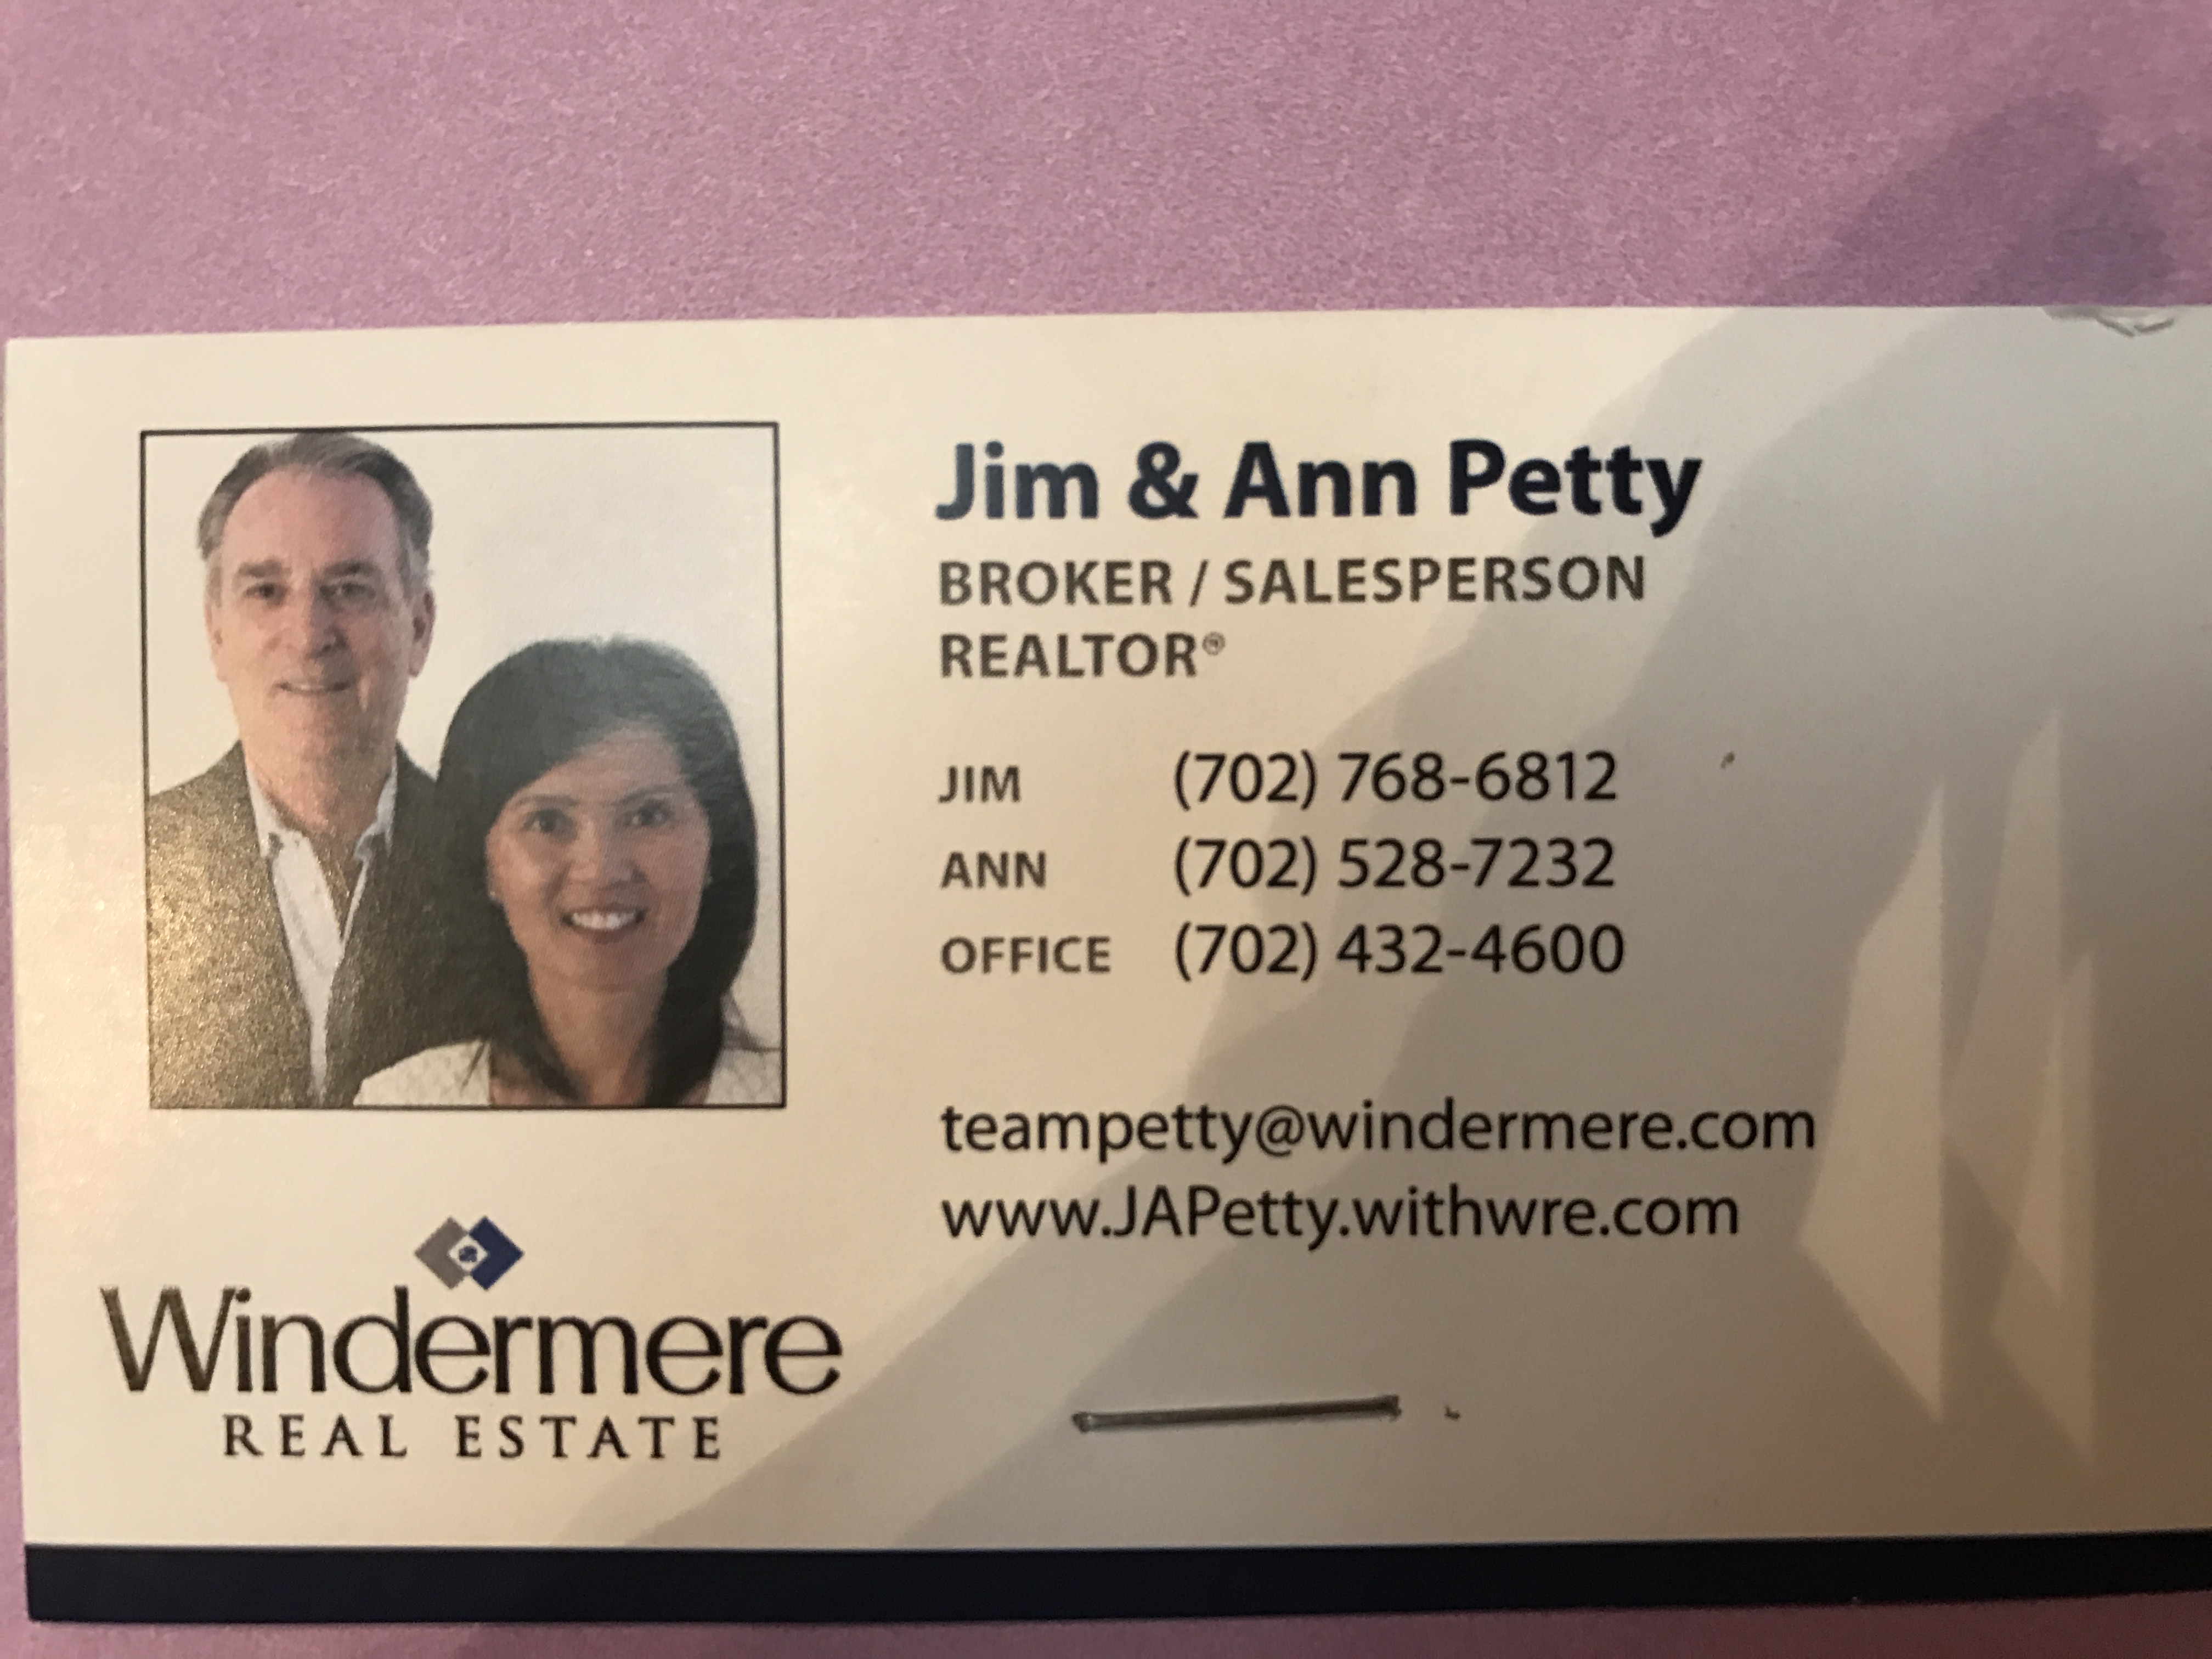 Jim & Ann Petty
BROKER / SALESPERSON
REALTOR®
JIM (702) 768-6812
ANN (702) 528-7232
OFFICE (702) 432-4600
teampetty@windermere.com
www.JAPetty.withwre.com
Windermere
REAL ESTATE